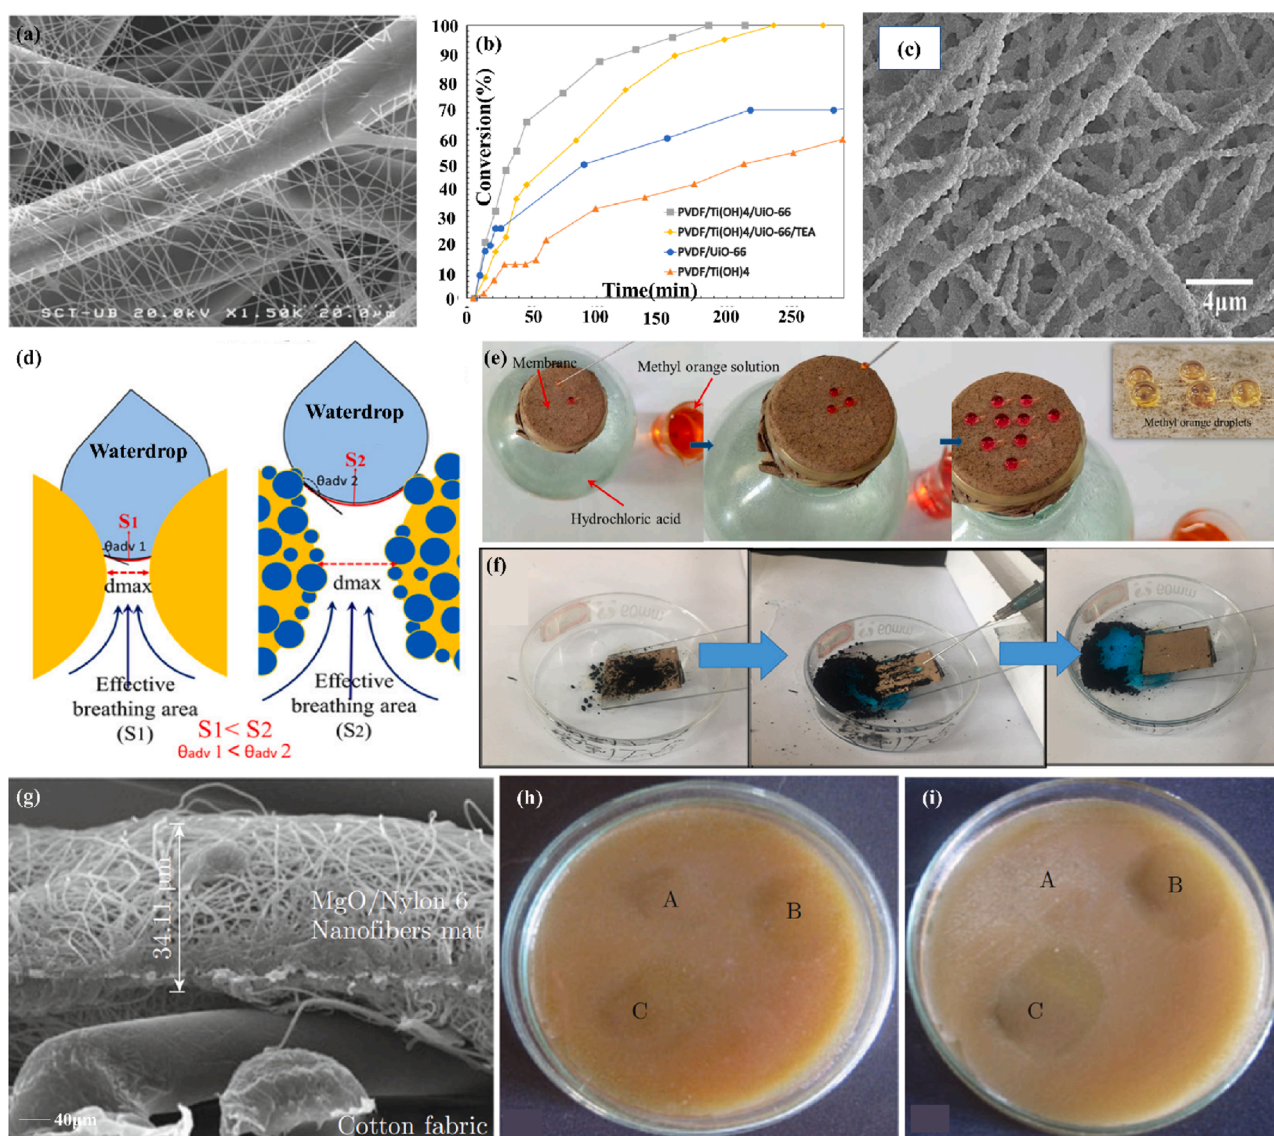 (a)
SCT-UB 20.0kV X1.50K 20.0μm
(b)
Conversion(%)
100
90
80
70
60
50
40
30
20
10
0
PVDF/Ti(OH)4/UiO-66
PVDF/Ti(OH)4/UiO-66/TEA
PVDF/UiO-66
PVDF/Ti(OH)4
Time(min)
0 50 100 150 200 250
(c)
4μm
(d)
Waterdrop
S1
θadv 1
dmax
Effective
breathing area
(S1)
Waterdrop
S2
θadv 2
dmax
Effective
breathing area
(S2)
S1< S2
θadv 1 < θadv 2
(e)
Membrane
Methyl orange solution
Hydrochloric acid
Methyl orange droplets
(f)
60mm
60mm
60mm
(g)
34.11 μm
MgO/Nylon 6
Nanofibers mat
40μm
Cotton fabric
(h)
A
B
C
(i)
A
B
C